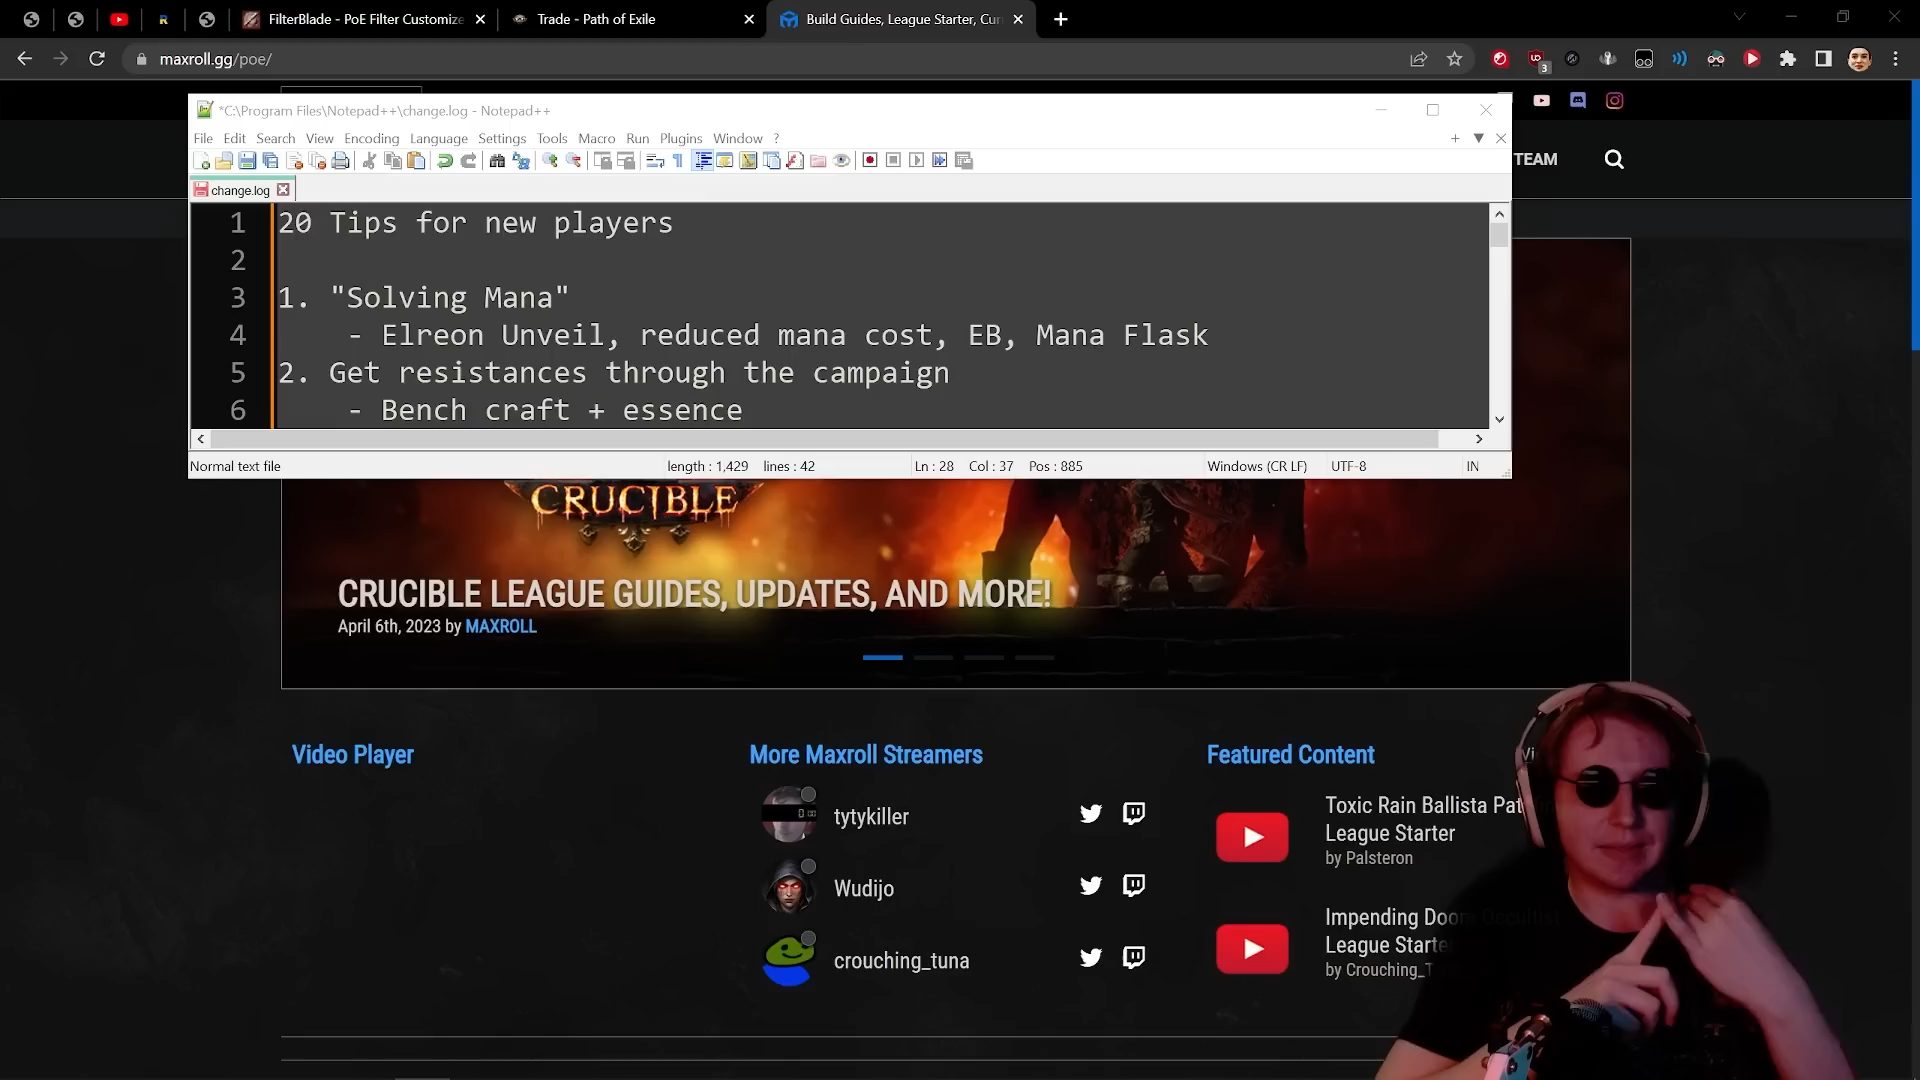 FilterBlade - PoE Filter Customize
Trade - Path of Exile
Build Guides, League Starter, Cur
maxroll.gg/poe/
3
*C:\Program Files\Notepad++\change.log - Notepad++
File Edit Search View Encoding Language Settings Tools Macro Run Plugins Window ?
TEAM
change.log
1 20 Tips for new players
2
3 1. "Solving Mana"
4 - Elreon Unveil, reduced mana cost, EB, Mana Flask
5 2. Get resistances through the campaign
6 - Bench craft + essence
Normal text file length : 1,429 lines : 42 Ln : 28 Col : 37 Pos : 885 Windows (CR LF) UTF-8 IN
CRUCIBLE
CRUCIBLE LEAGUE GUIDES, UPDATES, AND MORE!
April 6th, 2023 by MAXROLL
Video Player
More Maxroll Streamers
tytykiller
Wudijo
crouching_tuna
Featured Content
Vi
Toxic Rain Ballista Pat
League Starter
by Palsteron
Impending Doom Occultist
League Starte
by Crouching_T